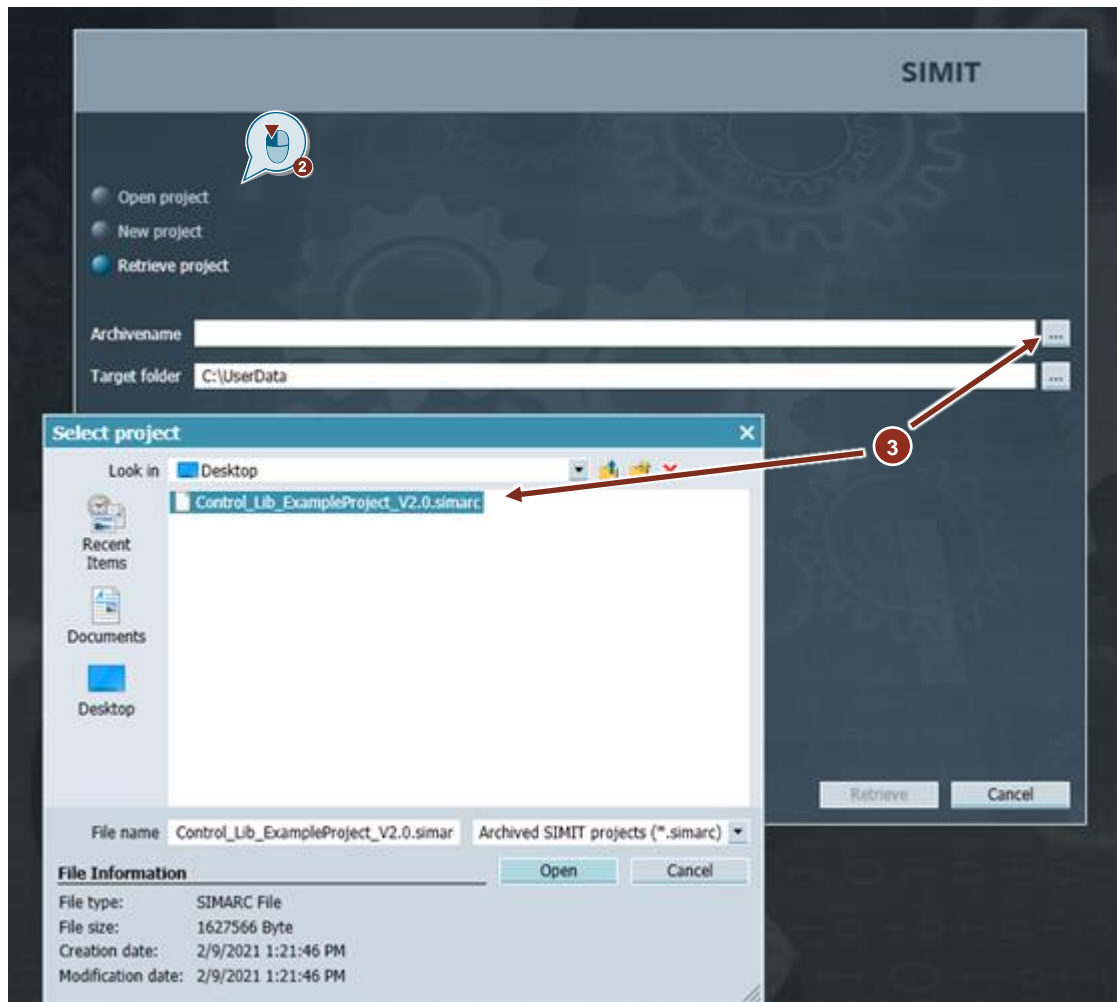 SIMIT
2
Open project
New project
Retrieve project
Archivename
...
Target folder C:\UserData
...
Select project
3
Look in Desktop
Control_Lib_ExampleProject_V2.0.simarc
Recent
Items
Documents
Desktop
Retrieve Cancel
File name Control_Lib_ExampleProject_V2.0.simar Archived SIMIT projects (*.simarc)
File Information
Open Cancel
File type: SIMARC File
File size: 1627566 Byte
Creation date: 2/9/2021 1:21:46 PM
Modification date: 2/9/2021 1:21:46 PM